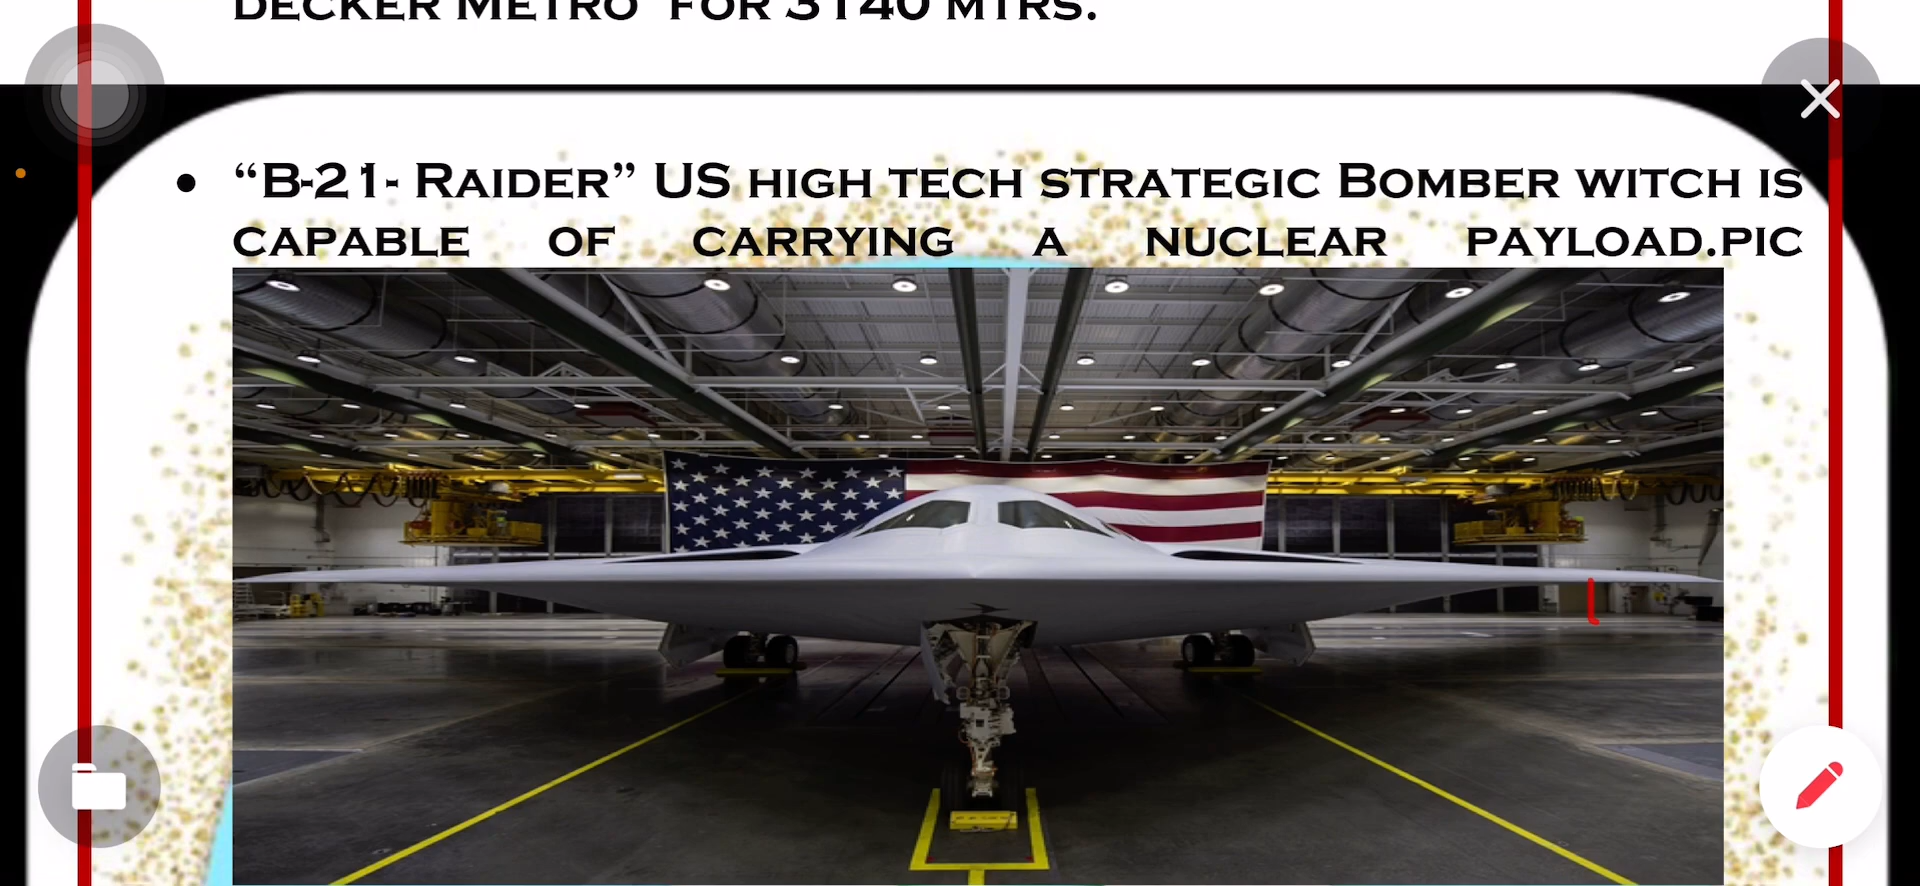 DECKER METRO FOR 3140 MTRS.
• “B-21- RAIDER” US HIGH TECH STRATEGIC BOMBER WITCH IS
CAPABLE OF CARRYING A NUCLEAR PAYLOAD.PIC